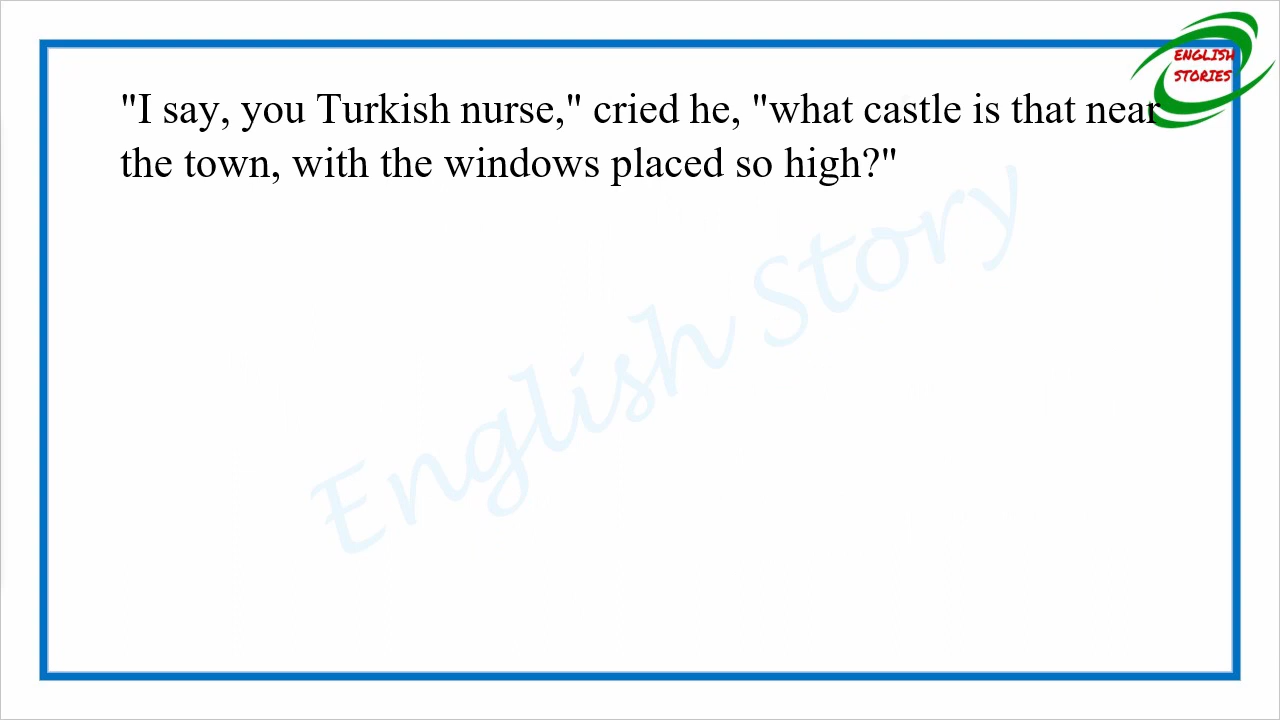 ENGLISH
STORIES
"I say, you Turkish nurse," cried he, "what castle is that near
the town, with the windows placed so high?"
English Story